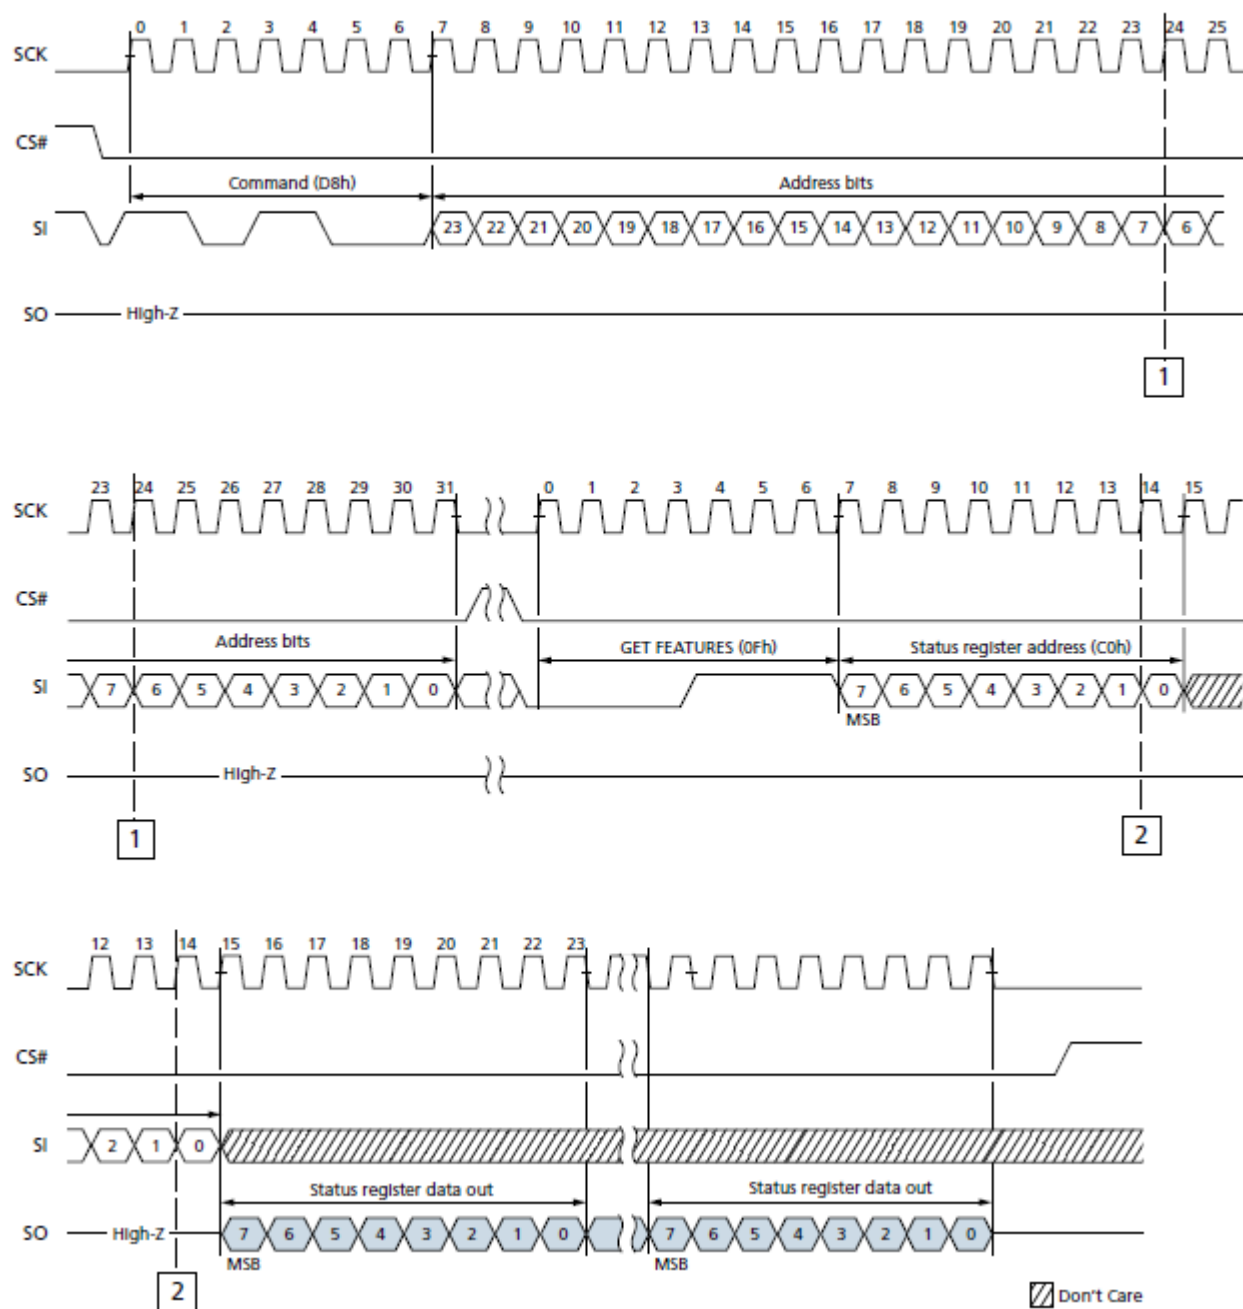 0 1 2 3 4 5 6 7 8 9 10 11 12 13 14 15 16 17 18 19 20 21 22 23 24 25
SCK
CS#
Command (D8h) Address bits
SI 23 22 21 20 19 18 17 16 15 14 13 12 11 10 9 8 7 6
SO High-Z
1
23 24 25 26 27 28 29 30 31 0 1 2 3 4 5 6 7 8 9 10 11 12 13 14 15
SCK
CS#
Address bits GET FEATURES (0Fh) Status register address (C0h)
SI 7 6 5 4 3 2 1 0 7 6 5 4 3 2 1 0
MSB
SO High-Z
1 2
12 13 14 15 16 17 18 19 20 21 22 23
SCK
CS#
SI 2 1 0
Status register data out Status register data out
SO High-Z 7 6 5 4 3 2 1 0 7 6 5 4 3 2 1 0
MSB MSB
2
Don't Care